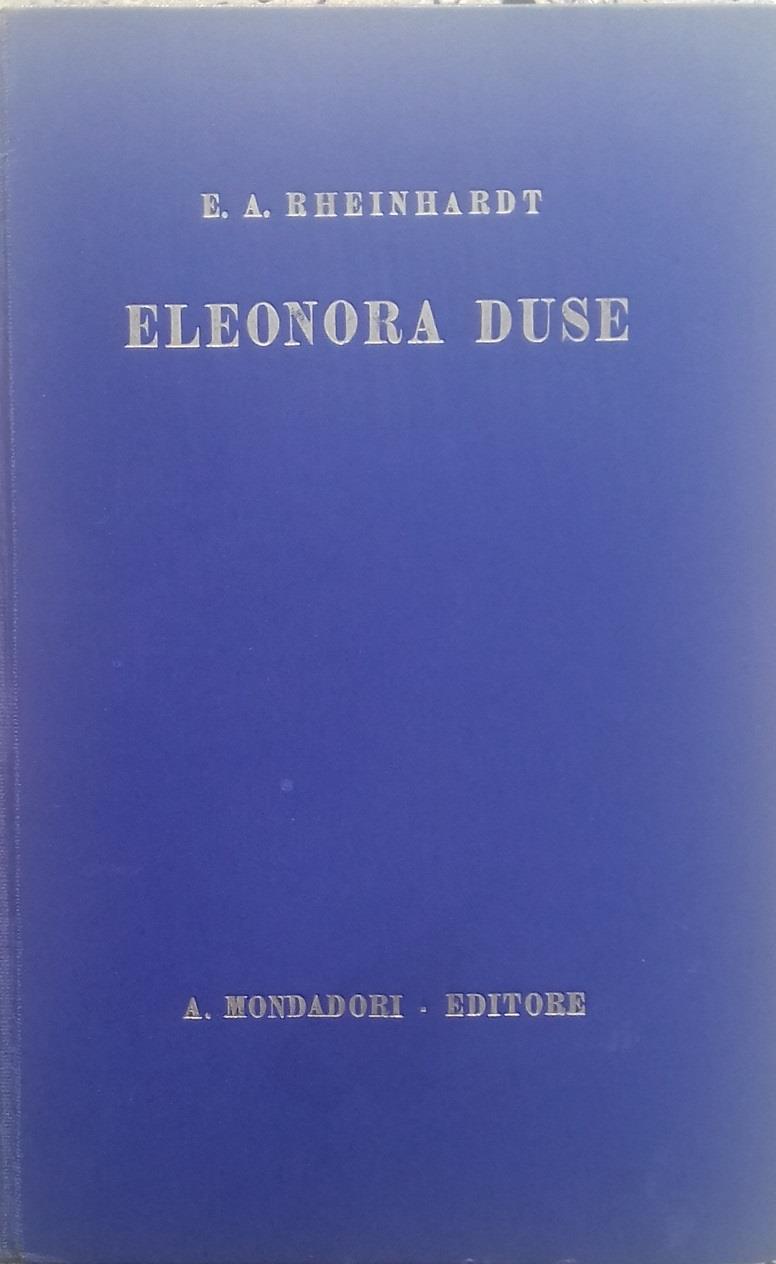 E. A. RHEINHARDT
ELEONORA DUSE
A. MONDADORI - EDITORE